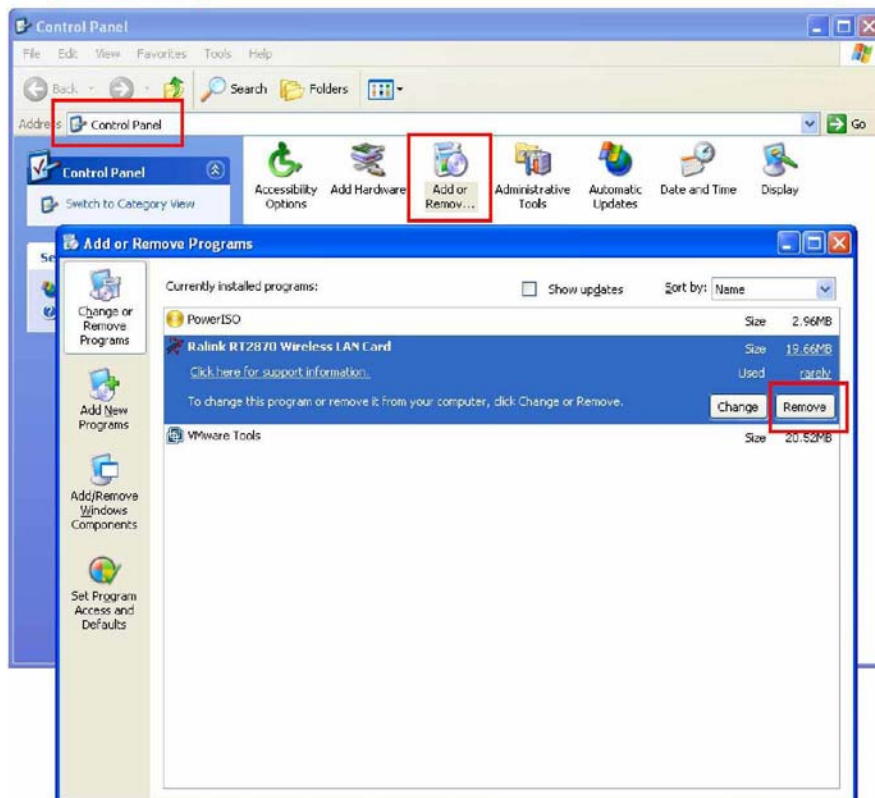 Control Panel
File Edit View Favorites Tools Help
Back Search Folders
Address Control Panel Go
Control Panel
Switch to Category View
Accessibility Options
Add Hardware
Add or Remov...
Administrative Tools
Automatic Updates
Date and Time
Display
Se
Add or Remove Programs
Change or Remove Programs
Add New Programs
Add/Remove Windows Components
Set Program Access and Defaults
Currently installed programs: Show updates Sort by: Name
PowerISO Size 2.96MB
Ralink RT2870 Wireless LAN Card Size 19.66MB
Click here for support information. Used rarely
To change this program or remove it from your computer, click Change or Remove. Change Remove
VMware Tools Size 20.52MB